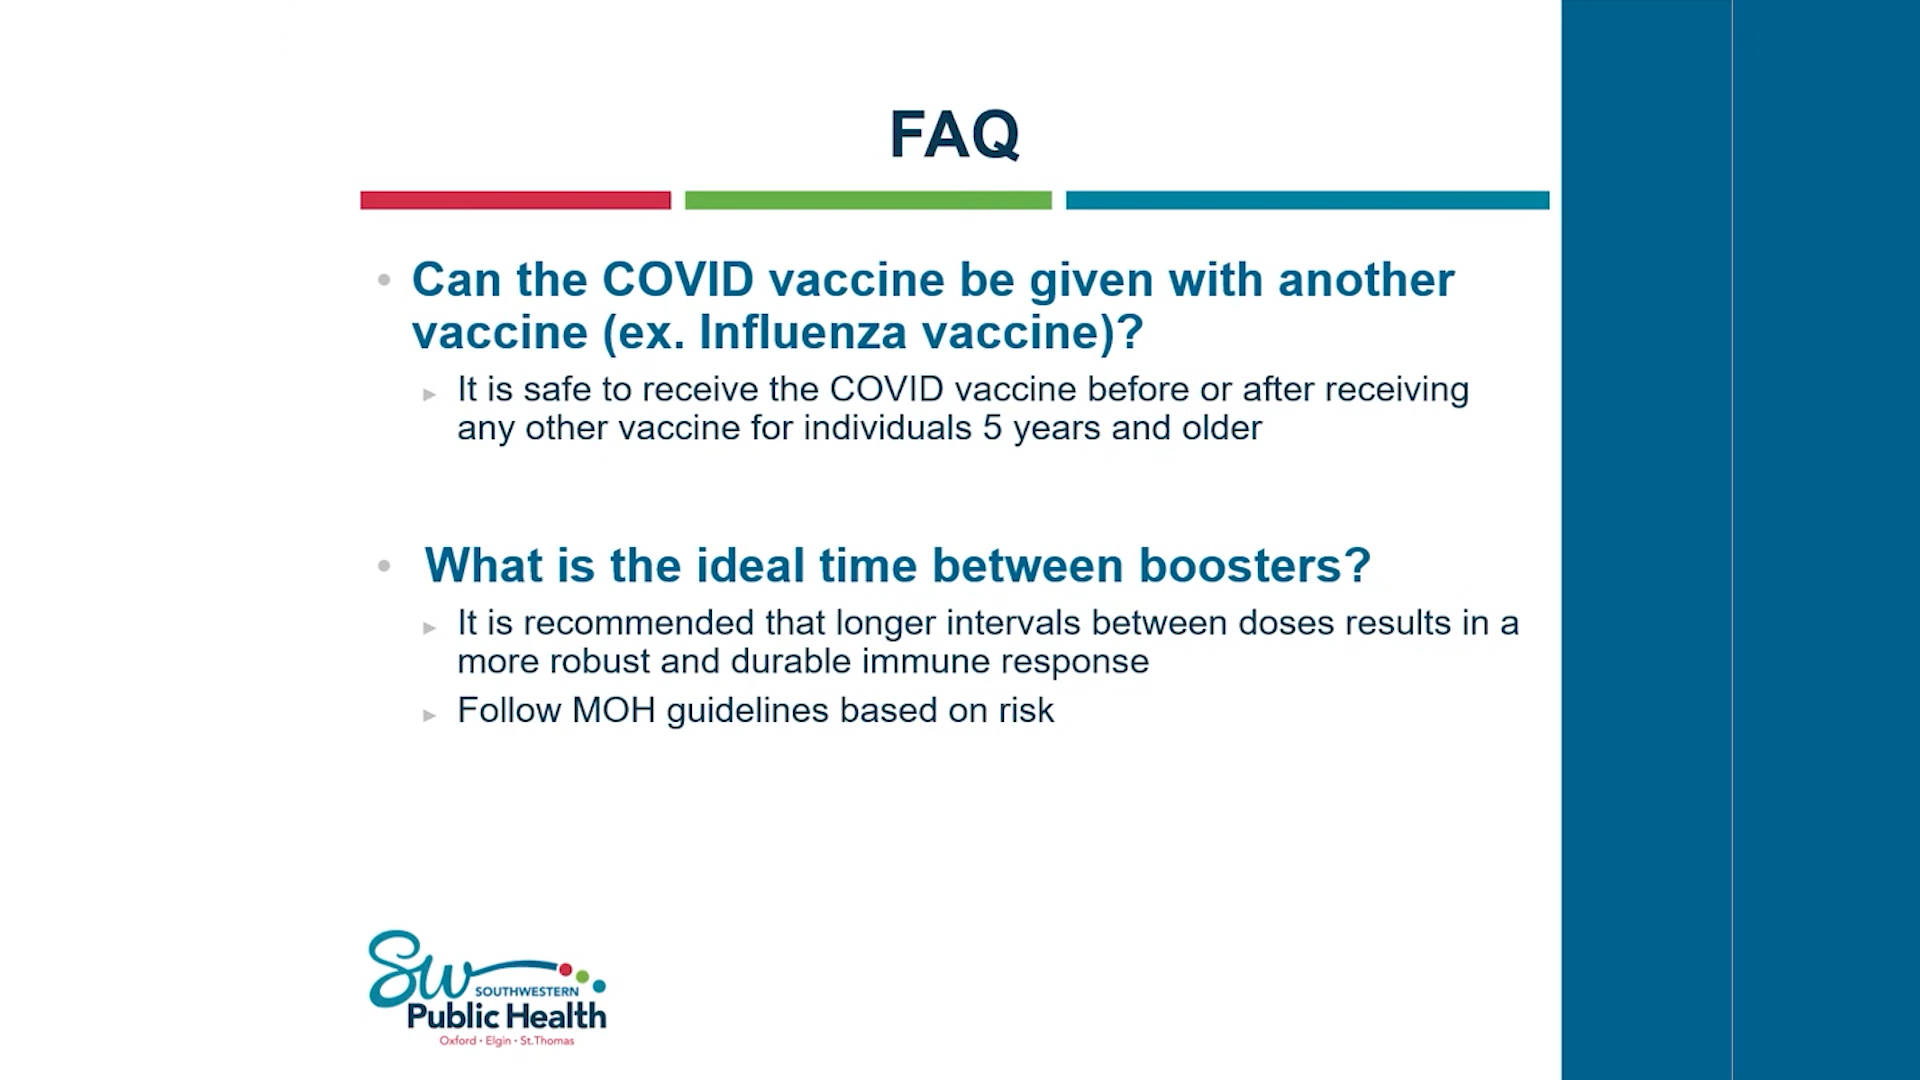 FAQ
• Can the COVID vaccine be given with another
vaccine (ex. Influenza vaccine)?
► It is safe to receive the COVID vaccine before or after receiving
any other vaccine for individuals 5 years and older
• What is the ideal time between boosters?
► It is recommended that longer intervals between doses results in a
more robust and durable immune response
► Follow MOH guidelines based on risk
Sw
SOUTHWESTERN
Public Health
Oxford • Elgin • St.Thomas